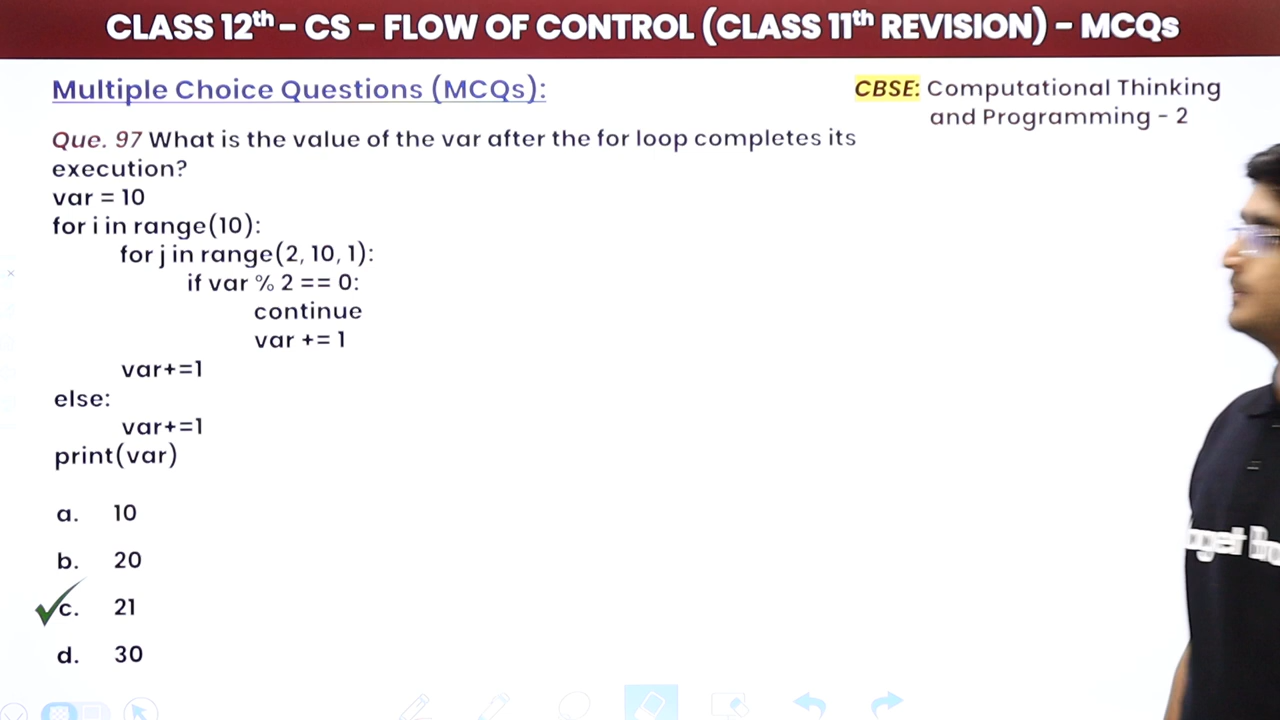 CLASS 12th – CS – FLOW OF CONTROL (CLASS 11th REVISION) – MCQs
Multiple Choice Questions (MCQs):
CBSE: Computational Thinking
and Programming – 2
Que. 97 What is the value of the var after the for loop completes its
execution?
var = 10
for i in range(10):
for j in range(2, 10, 1):
if var % 2 == 0:
continue
var += 1
var+=1
else:
var+=1
print(var)
a. 10
b. 20
c. 21
d. 30